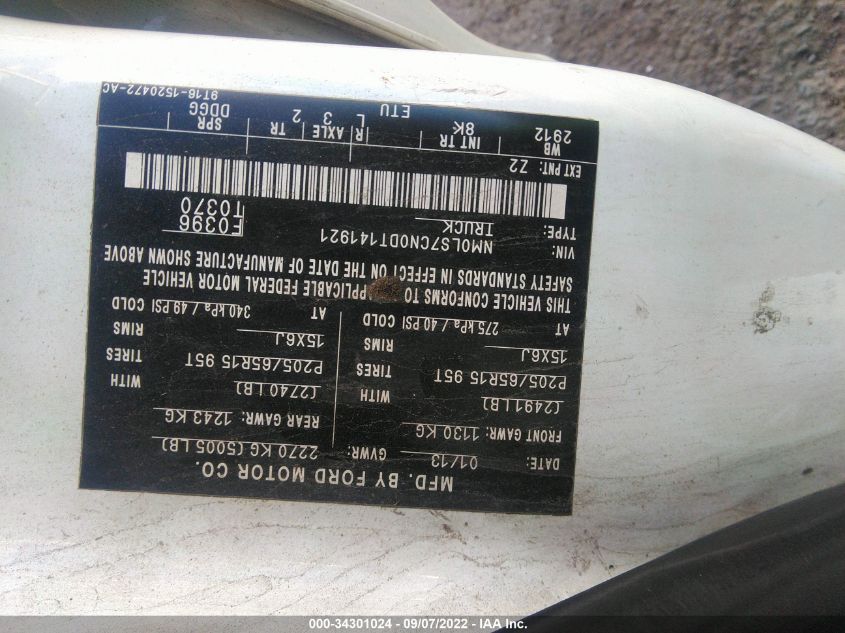 MFD. BY FORD MOTOR CO.
DATE: 01/13 GVWR: 2270 KG (5005 LB)
FRONT GAWR: 1130 KG REAR GAWR: 1243 KG
(2491LB) WITH (2740 LB) WITH
P205/65R15 95T TIRES P205/65R15 95T TIRES
15X6J RIMS 15X6J RIMS
AT 275 kPa / 40 PSI COLD AT 340 kPa / 49 PSI COLD
THIS VEHICLE CONFORMS TO APPLICABLE FEDERAL MOTOR VEHICLE
SAFETY STANDARDS IN EFFECT ON THE DATE OF MANUFACTURE SHOWN ABOVE
VIN: NM0LS7CN0DT141921
TYPE: TRUCK
F0396
T0370
EXT PNT: Z2
WB INT TR R AXLE TR SPR
2912 8K L 3 2 DDGG
ETU
9T16-1520472-AC
000-34301024 - 09/07/2022 - IAA Inc.